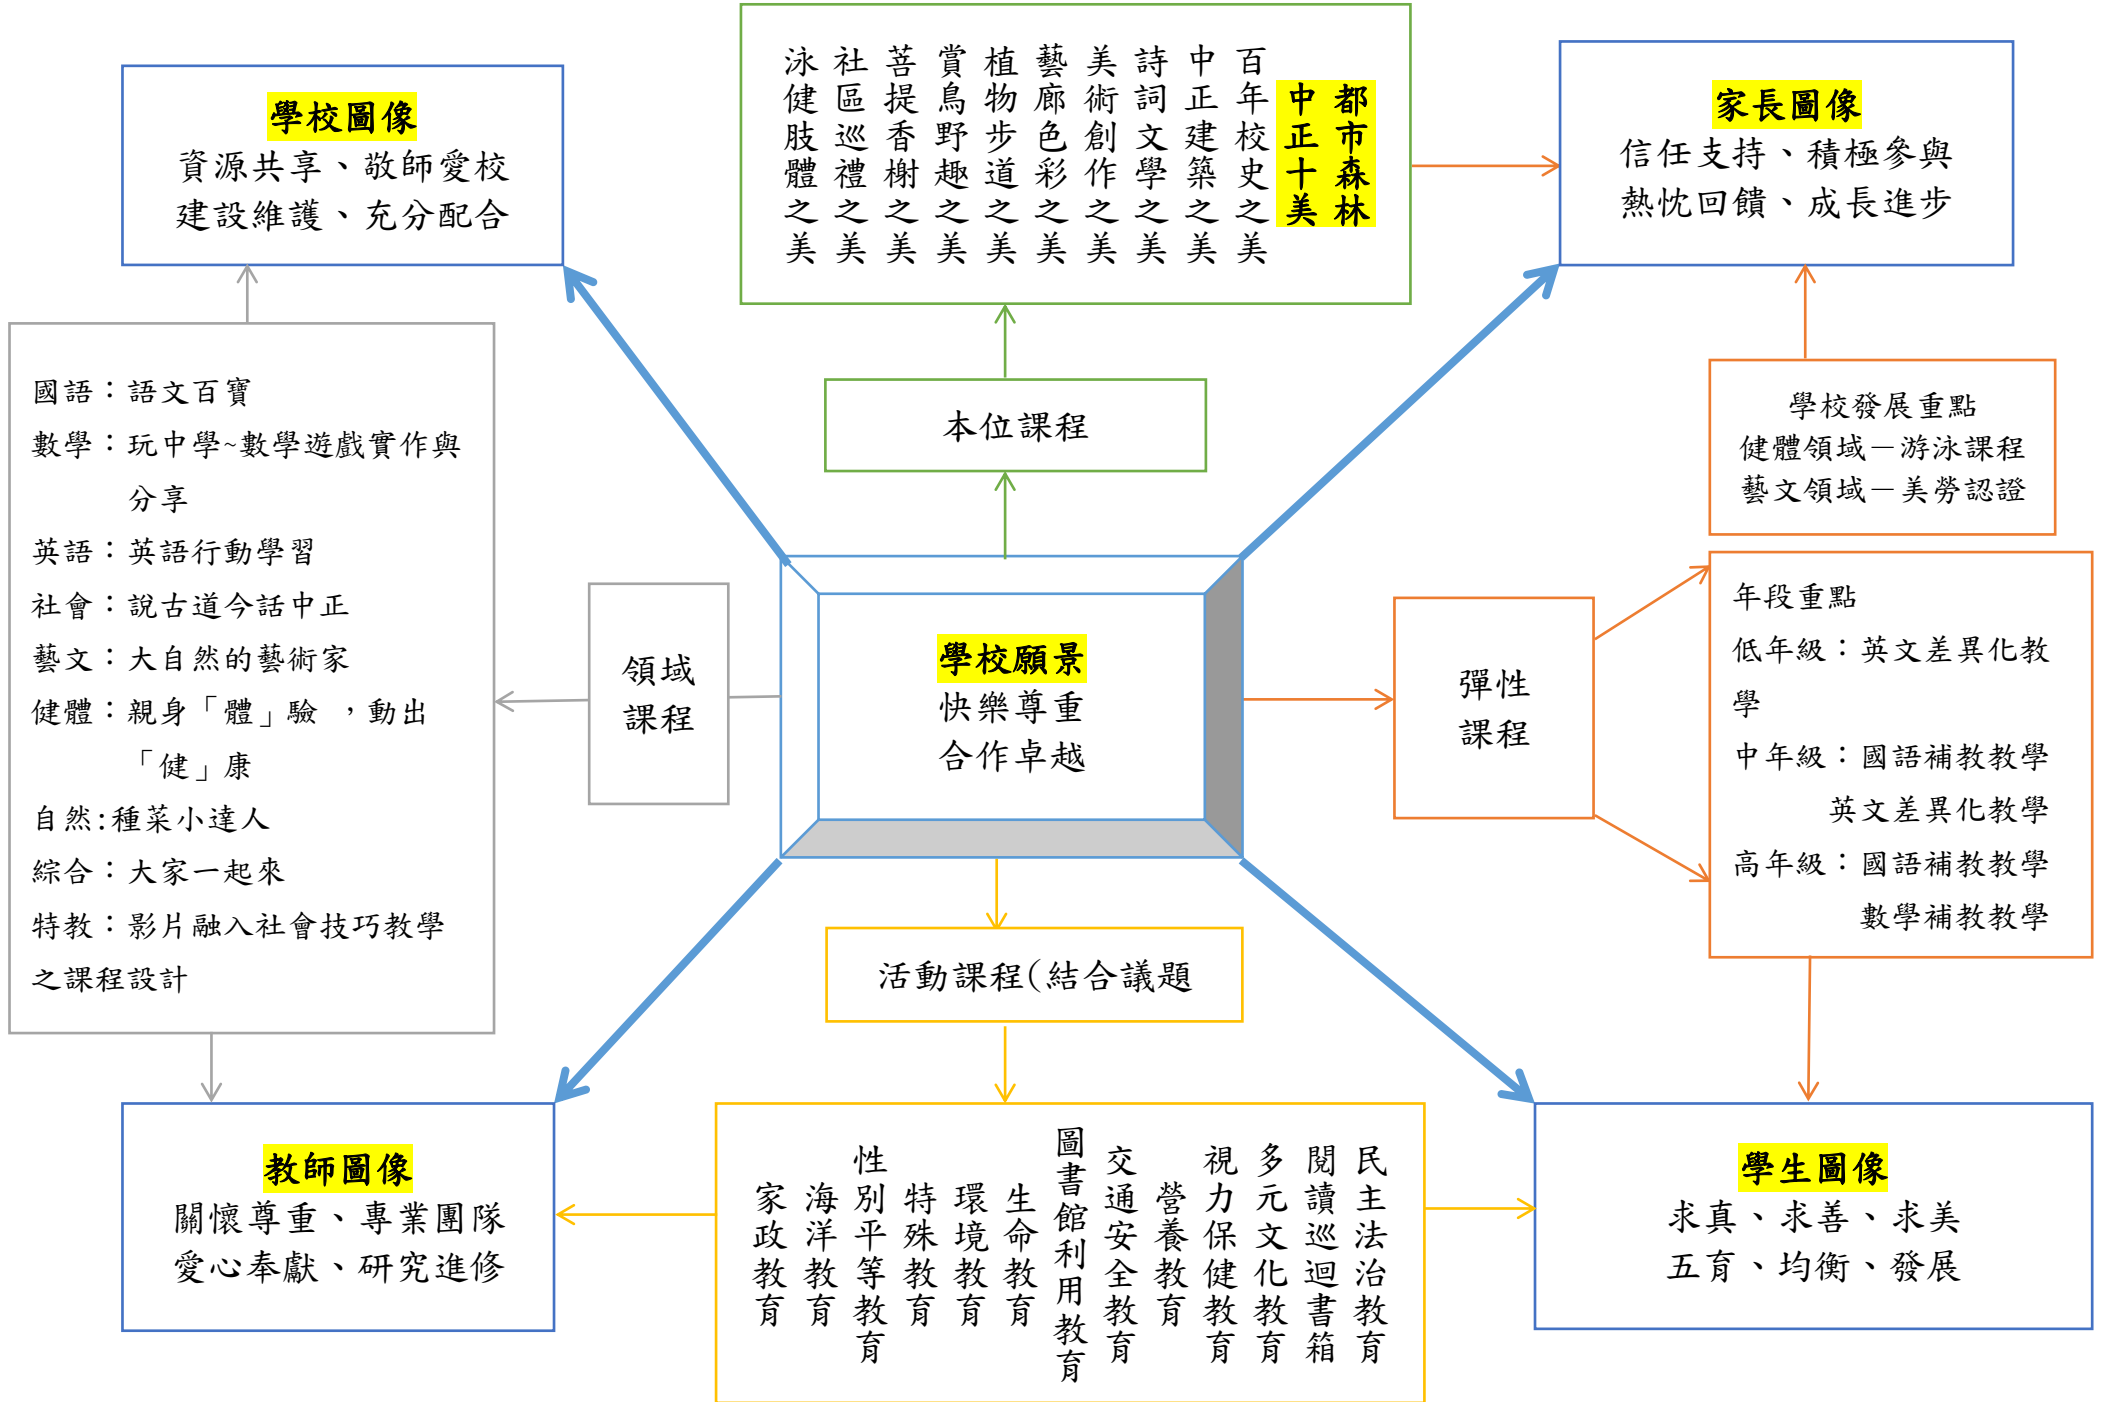 學校圖像
資源共享、敬師愛校
建設維護、充分配合
都市森林
中正十美
百年校史之美
中正建築之美
詩詞文學之美
美術創作之美
藝廊色彩之美
植物步道之美
賞鳥野趣之美
菩提香榭之美
社區巡禮之美
泳健肢體之美
家長圖像
信任支持、積極參與
熱忱回饋、成長進步
本位課程
學校發展重點
健體領域－游泳課程
藝文領域－美勞認證
國語：語文百寶
數學：玩中學~數學遊戲實作與
分享
英語：英語行動學習
社會：說古道今話中正
藝文：大自然的藝術家
健體：親身「體」驗 ，動出
「健」康
自然:種菜小達人
綜合：大家一起來
特教：影片融入社會技巧教學
之課程設計
領域
課程
學校願景
快樂尊重
合作卓越
彈性
課程
年段重點
低年級：英文差異化教
學
中年級：國語補教教學
英文差異化教學
高年級：國語補教教學
數學補教教學
活動課程(結合議題
教師圖像
關懷尊重、專業團隊
愛心奉獻、研究進修
民主法治教育
閱讀巡迴書箱
多元文化教育
視力保健教育
營養教育
交通安全教育
圖書館利用教育
生命教育
環境教育
特殊教育
性別平等教育
海洋教育
家政教育
學生圖像
求真、求善、求美
五育、均衡、發展